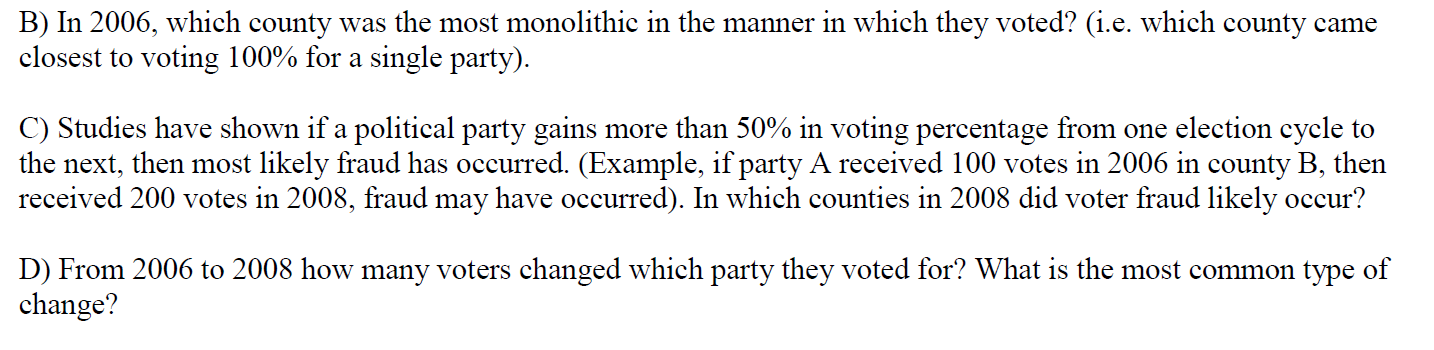 B) In 2006, which county was the most monolithic in the manner in which they voted? (i.e. which county came
closest to voting 100% for a single party).
C) Studies have shown if a political party gains more than 50% in voting percentage from one election cycle to
the next, then most likely fraud has occurred. (Example, if party A received 100 votes in 2006 in county B, then
received 200 votes in 2008, fraud may have occurred). In which counties in 2008 did voter fraud likely occur?
D) From 2006 to 2008 how many voters changed which party they voted for? What is the most common type of
change?